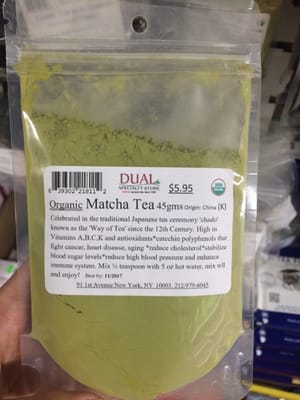 DUAL
SPECIALTY STORE
$5.95
USDA
ORGANIC
6 39302 21811 2
Organic Matcha Tea 45gms Origin: China (K)
Celebrated in the traditional Japanese tea ceremony 'chado'
known as the 'Way of Tea' since the 12th Century. High in
Vitamins A,B,C,K and antioxidants*catechin polyphenols that
fight cancer, heart disease, aging *reduce cholesterol*stabilize
blood sugar levels*reduce high blood pressure and enhance
immune system. Mix ½ teaspoon with 5 oz hot water, mix well
and enjoy! Best by: 11/2017
91 1st Avenue New York, NY 10003. 212-979-6045